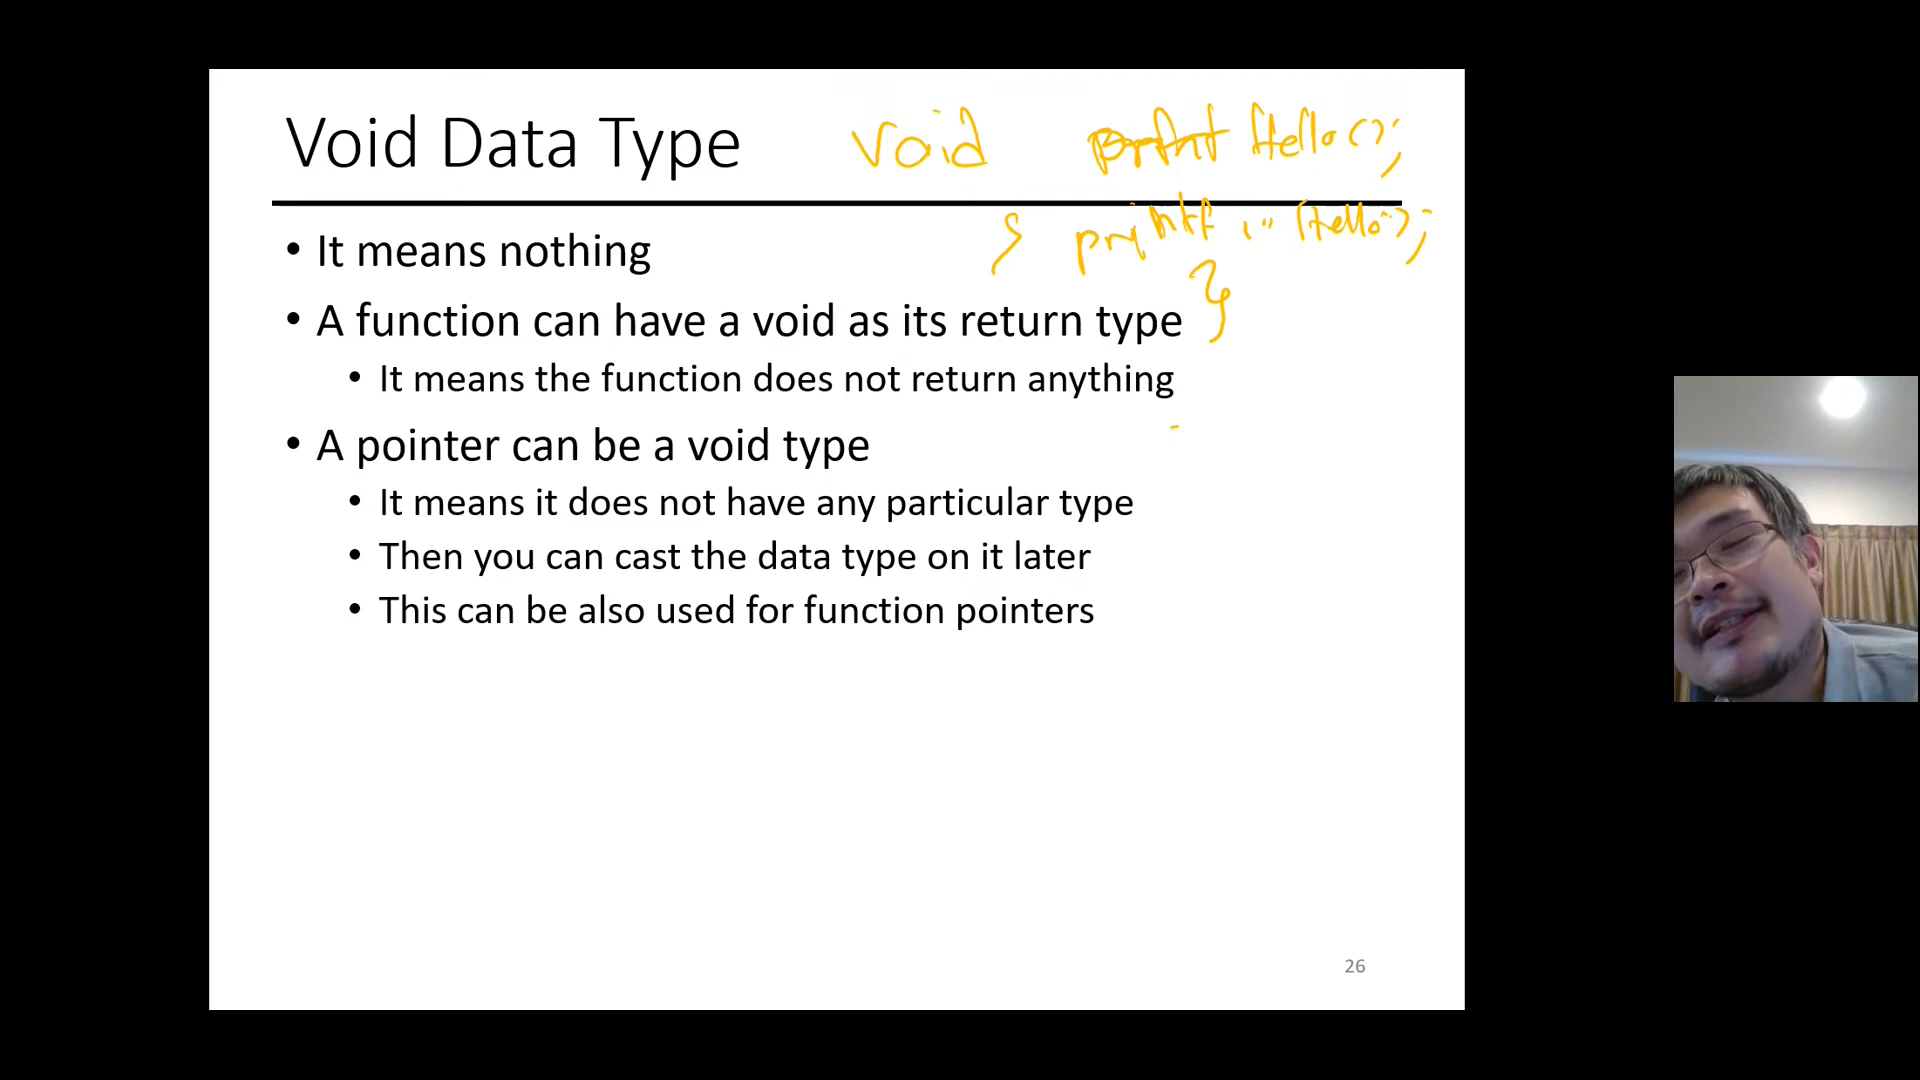 Void Data Type
void print Hello();
{ printf ("Hello");
}
• It means nothing
• A function can have a void as its return type
• It means the function does not return anything
• A pointer can be a void type
• It means it does not have any particular type
• Then you can cast the data type on it later
• This can be also used for function pointers
26